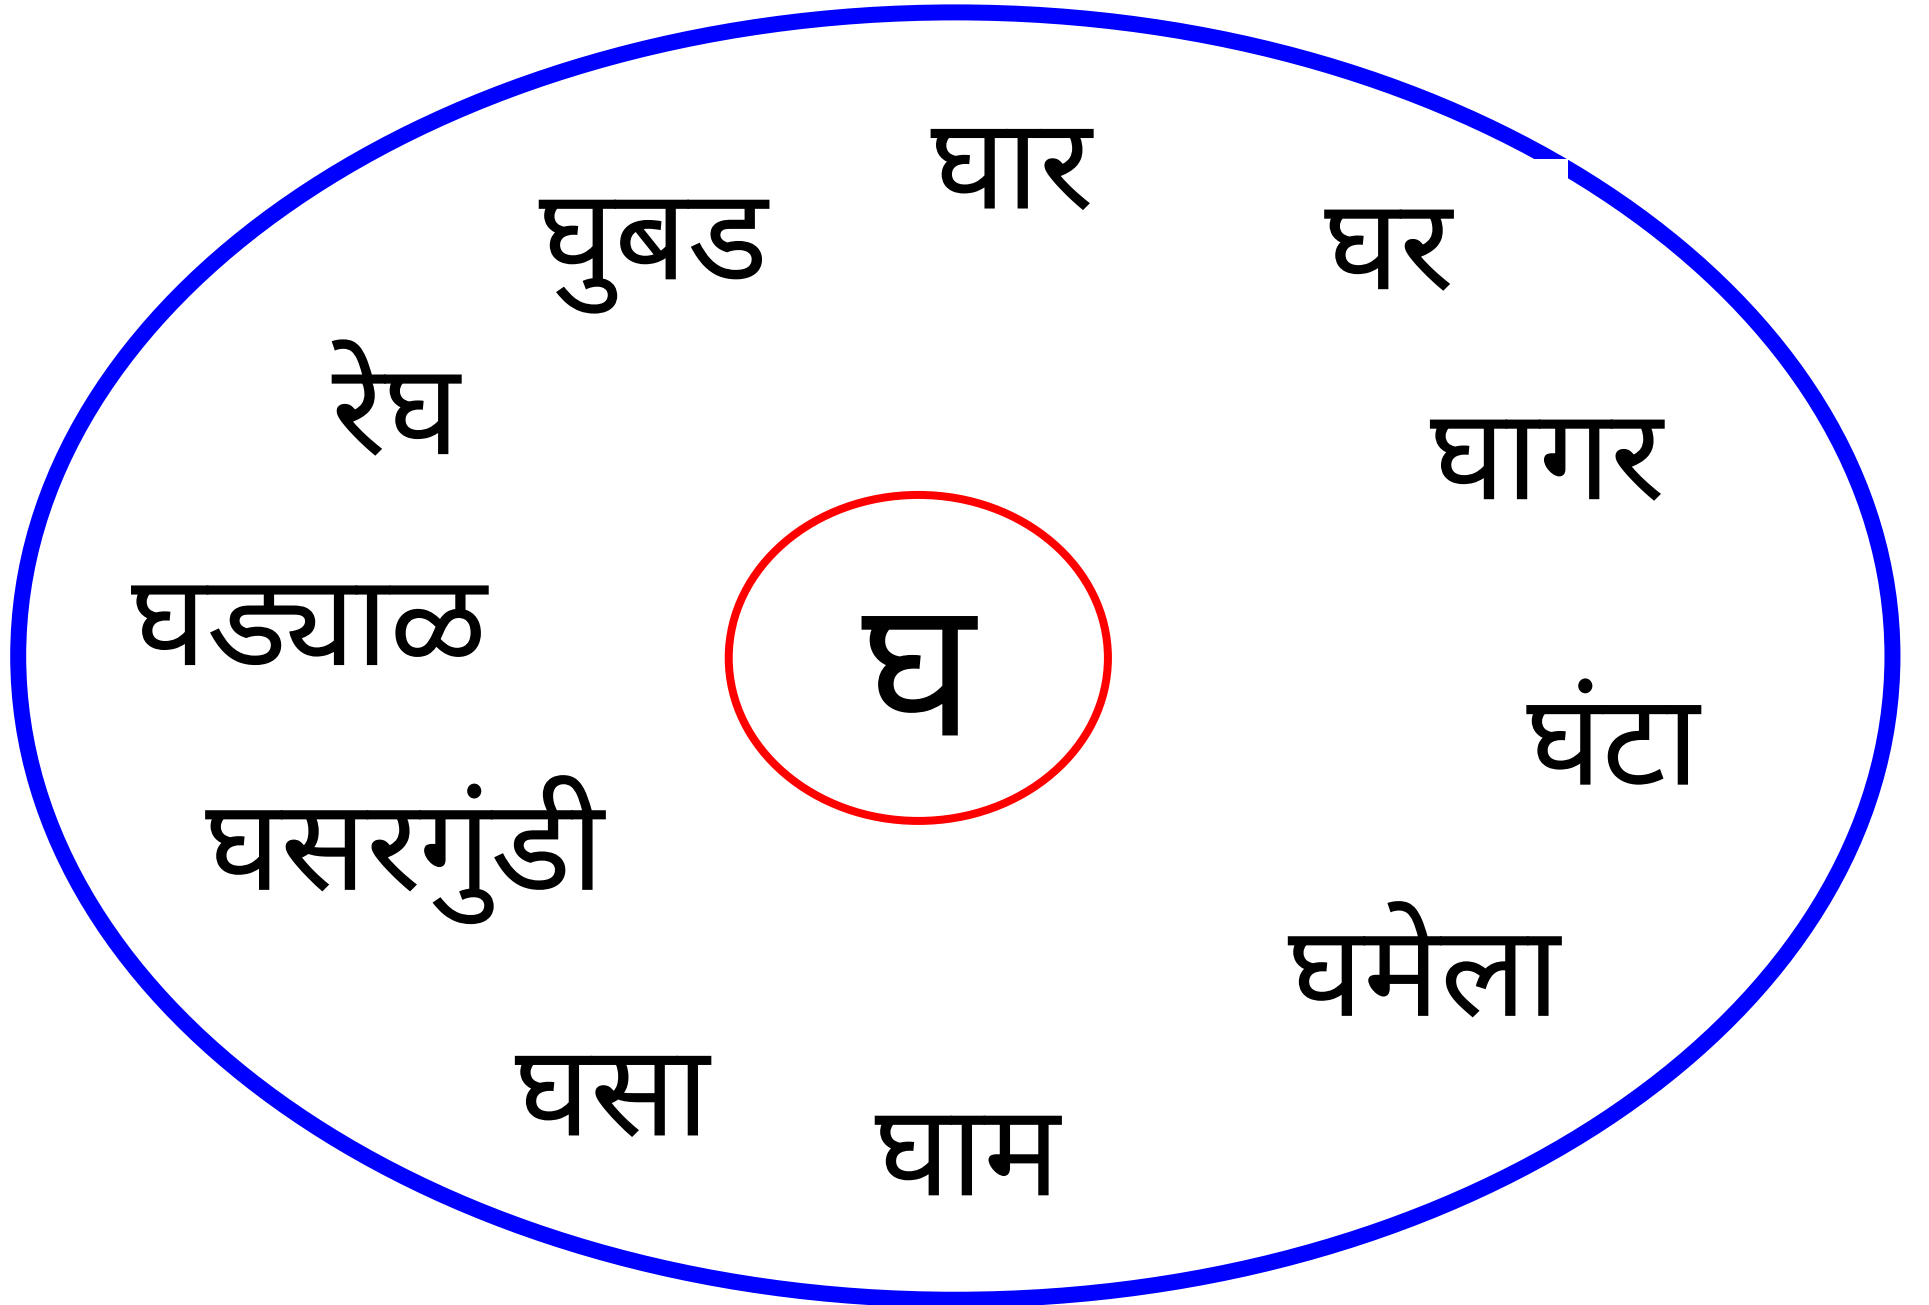 घार
घुबड
घर
रेघ
घागर
घड्याळ
घ
घंटा
घसरगुंडी
घमेला
घसा
घाम